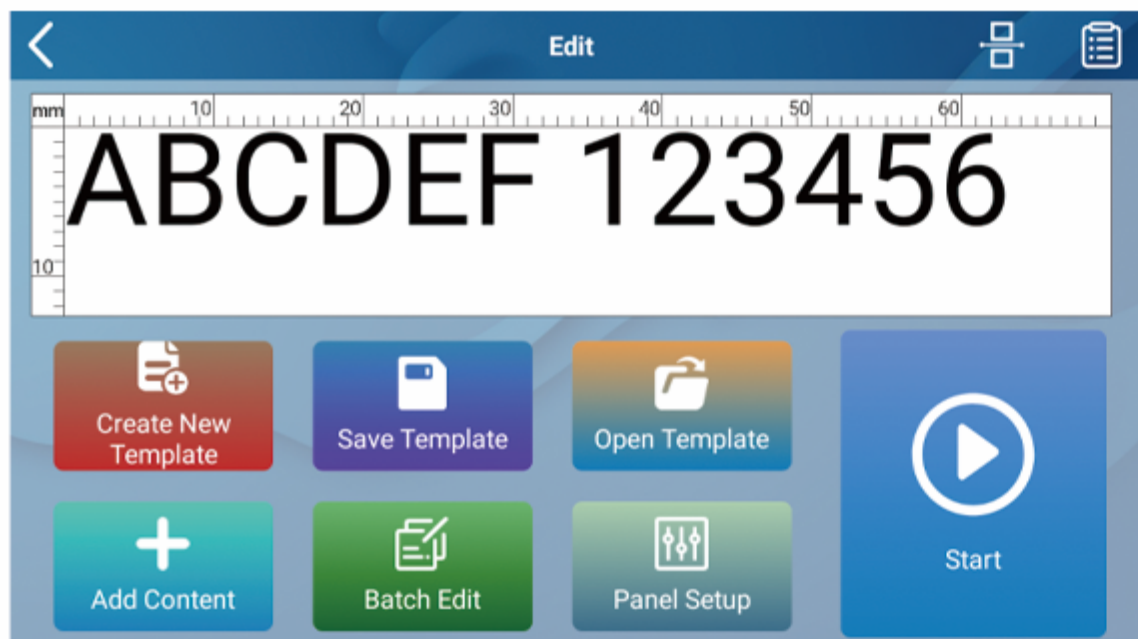 Edit
mm 10 20 30 40 50 60
ABCDEF 123456
10
Create New
Template
Save Template
Open Template
Add Content
Batch Edit
Panel Setup
Start